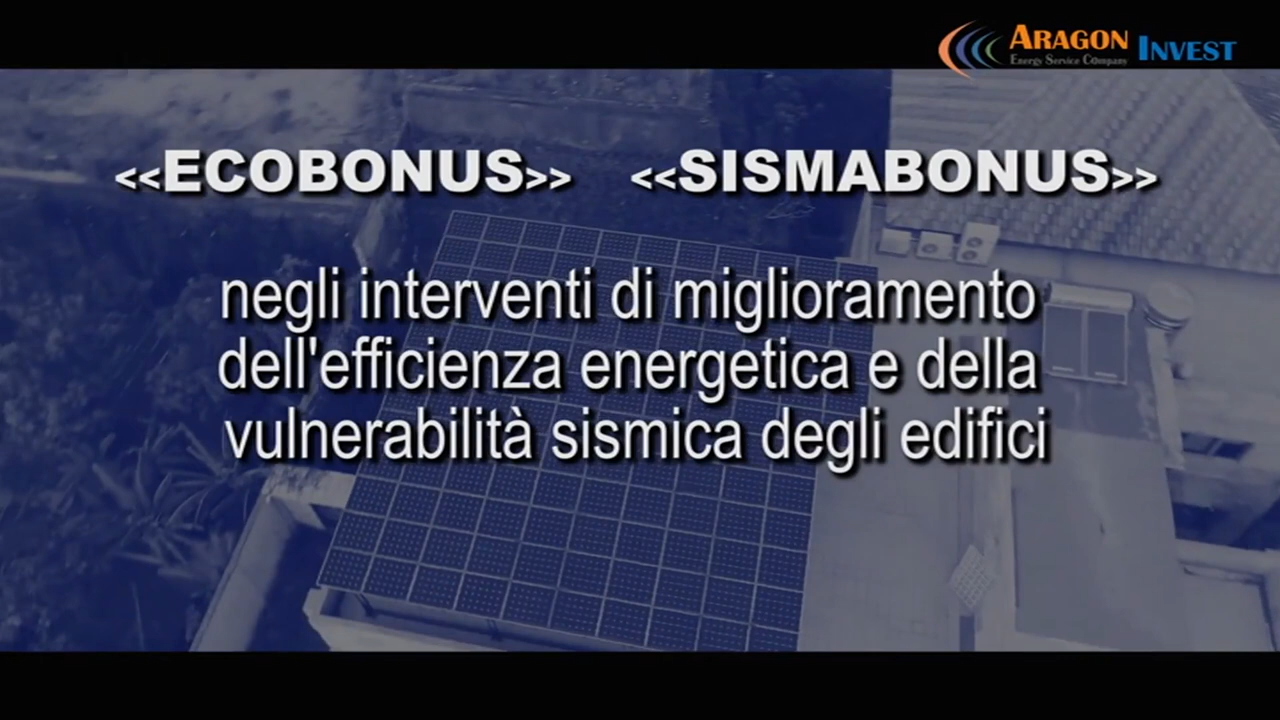 ARAGON INVEST
Energy Service Company
<<ECOBONUS>> <<SISMABONUS>>
negli interventi di miglioramento
dell'efficienza energetica e della
vulnerabilità sismica degli edifici